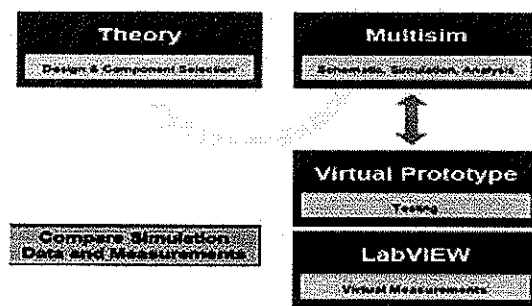 Theory
Design & Component Selection
Multisim
Schematic, Simulation Analysis
Virtual Prototype
Testing
Compare Simulation
Data and Measurements
LabVIEW
Virtual Measurements